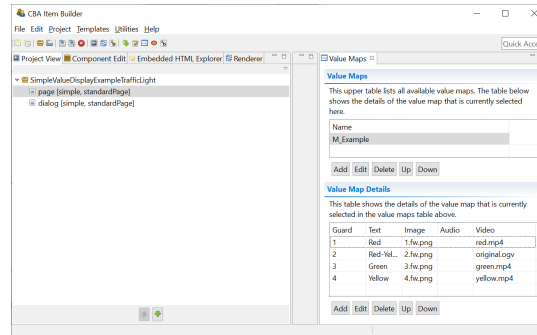 CBA Item Builder
File Edit Project Templates Utilities Help
Quick Acc
Project View Component Edit Embedded HTML Explorer Renderer
SimpleValueDisplayExampleTrafficLight
page [simple, standardPage]
dialog [simple, standardPage]
Value Maps
Value Maps
This upper table lists all available value maps. The table below
shows the details of the value map that is currently selected
here.
Name
M_Example
Add Edit Delete Up Down
Value Map Details
This table shows the details of the value map that is currently
selected in the value maps table above.
Guard Text Image Audio Video
1 Red 1.fw.png red.mp4
2 Red-Yel... 2.fw.png original.ogv
3 Green 3.fw.png green.mp4
4 Yellow 4.fw.png yellow.mp4
Add Edit Delete Up Down